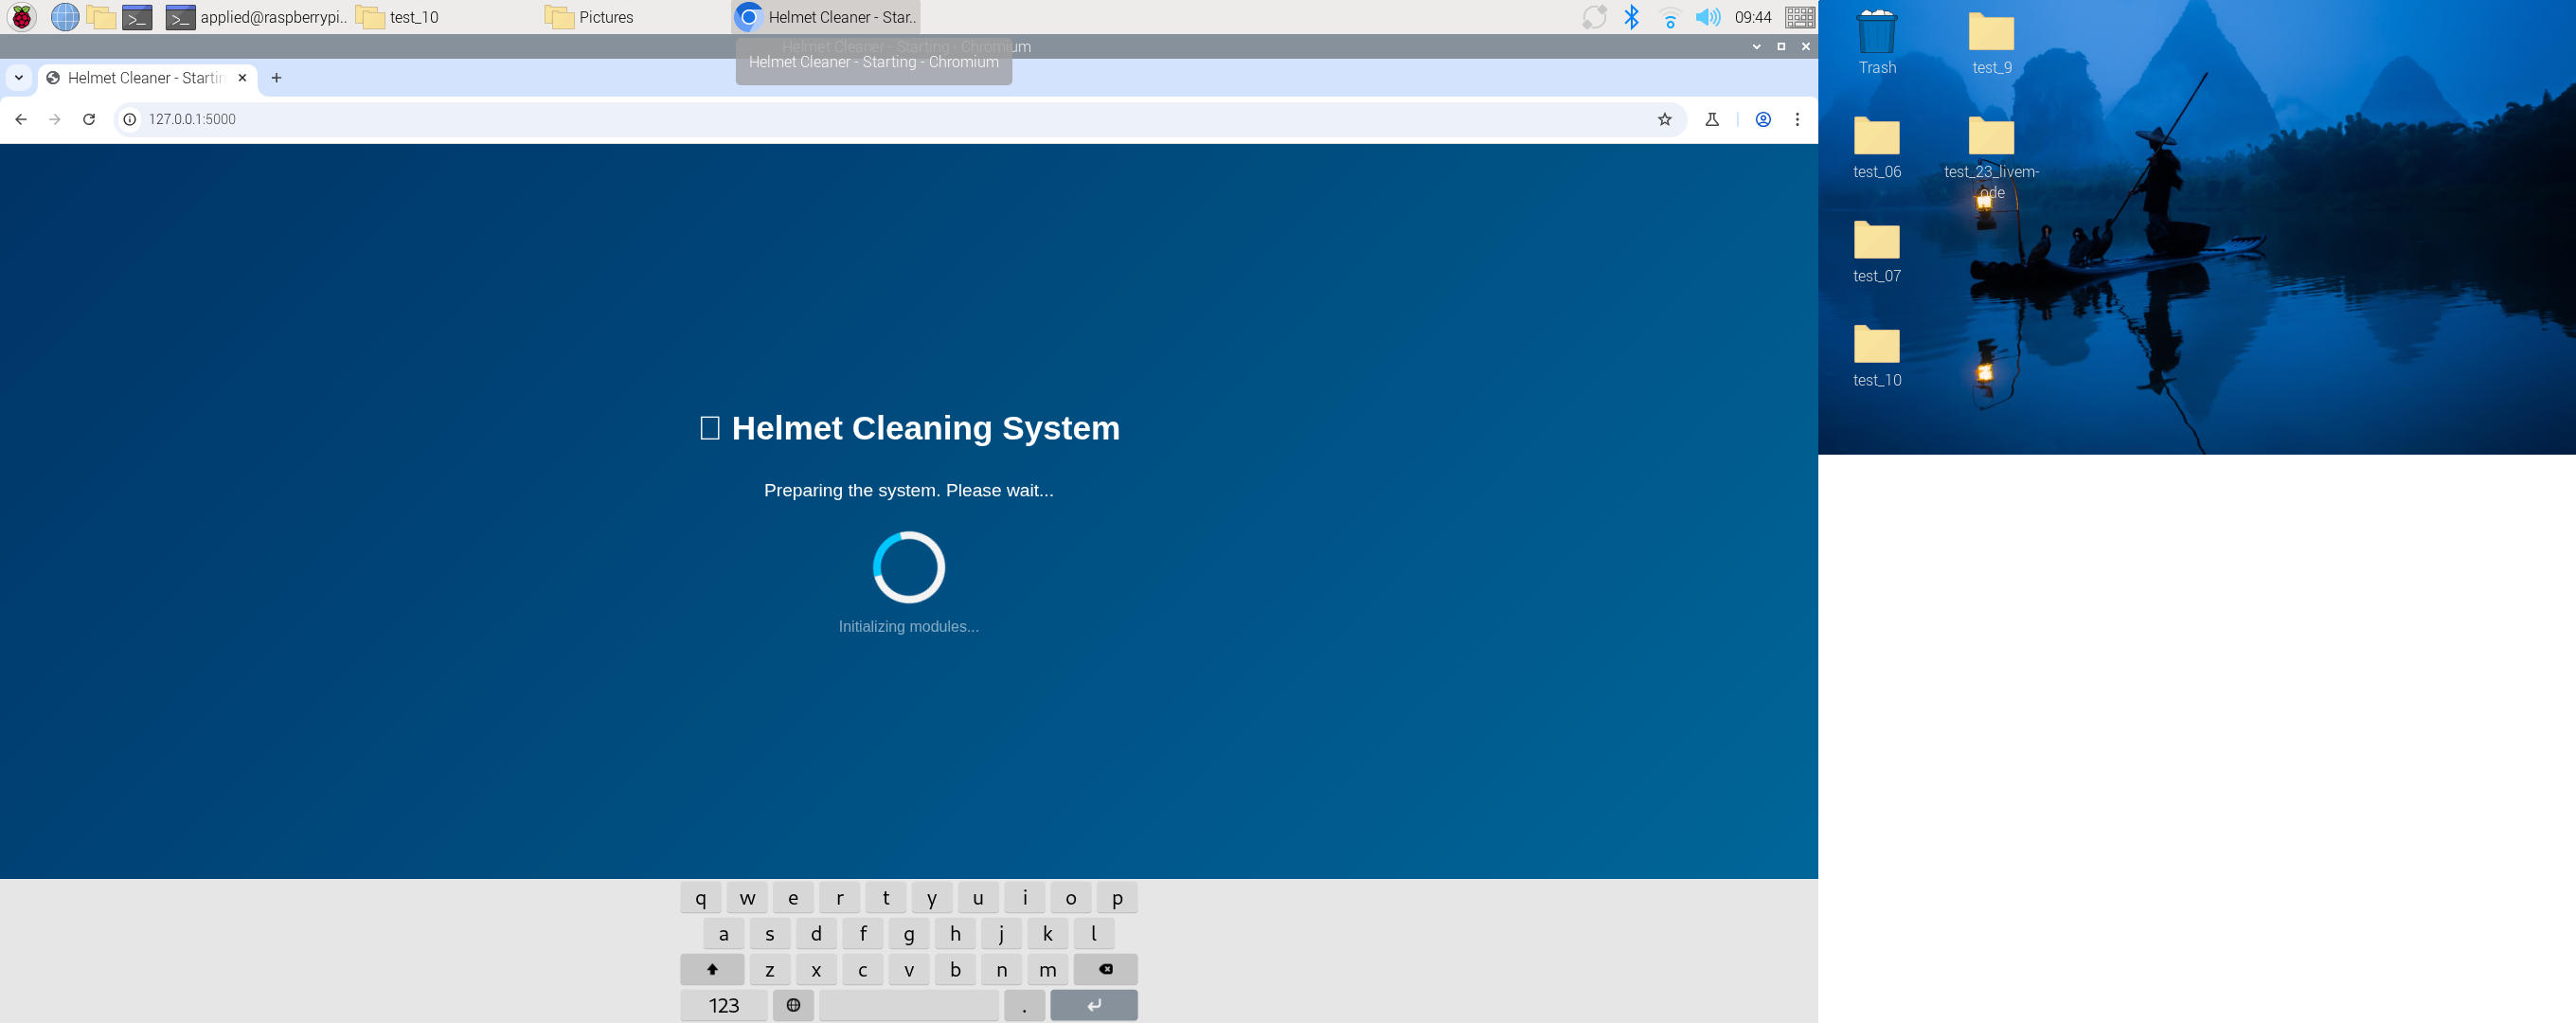 applied@raspberrypi..
test_10
Pictures
Helmet Cleaner - Star..
09:44
Helmet Cleaner - Starting - Chromium
Helmet Cleaner - Starting - Chromium
Helmet Cleaner - Startin
127.0.0.1:5000
Helmet Cleaning System
Preparing the system. Please wait...
Initializing modules...
q w e r t y u i o p
a s d f g h j k l
z x c v b n m
123 .
Trash
test_9
test_06
test_23_livem-
ode
test_07
test_10